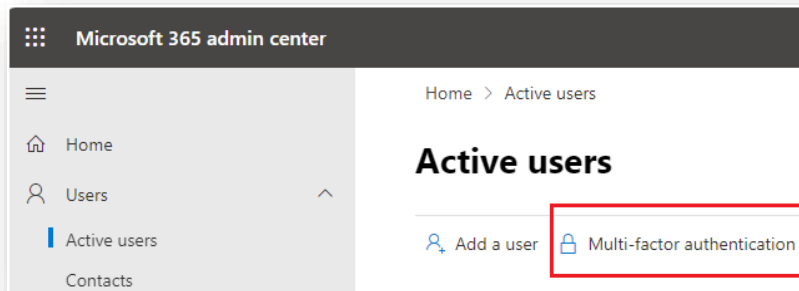 Microsoft 365 admin center
Home > Active users
Home
Active users
Users
Active users
Add a user
Multi-factor authentication
Contacts